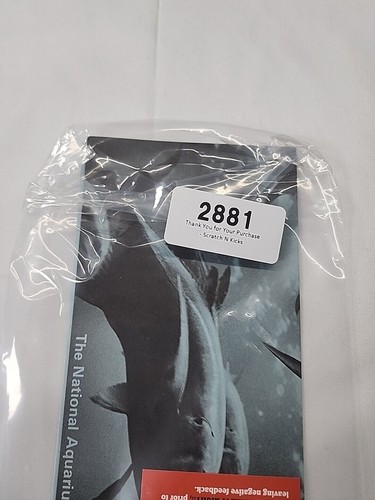 2881
Thank You for Your Purchase
- Scratch N Kicks
The National Aquariu
prior to
leaving negative feedback.